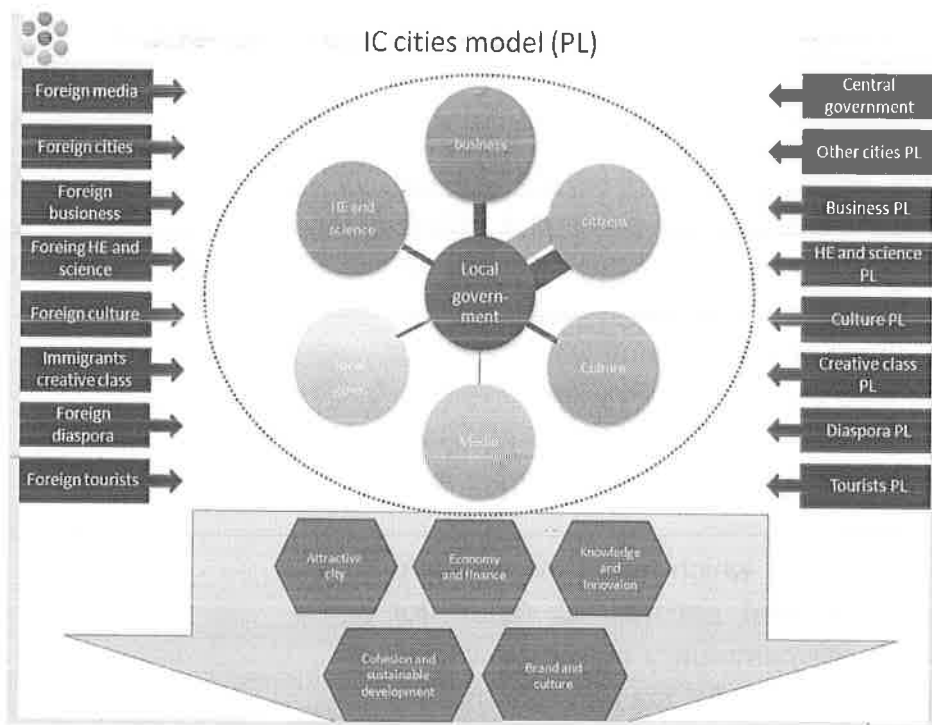 IC cities model (PL)
Foreign media
Foreign cities
Foreign
busioness
Foreing HE and
science
Foreign culture
Immigrants
creative class
Foreign
diaspora
Foreign tourists
business
HE and
science
citizens
Local
govern-
ment
Culture
Media
Central
government
Other cities PL
Business PL
HE and science
PL
Culture PL
Creative class
PL
Diaspora PL
Tourists PL
Attractive
city
Economy
and finance
Knowledge
and
Innovaion
Cohesion and
sustainable
development
Brand and
culture